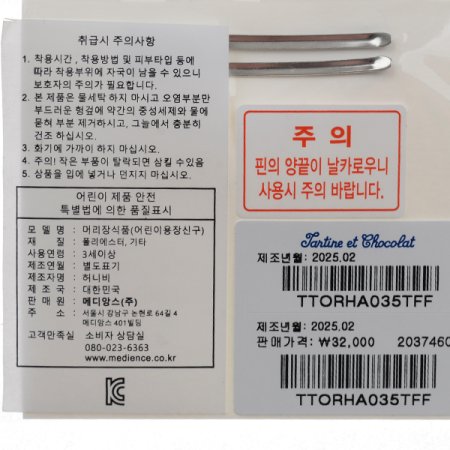 취급시 주의사항
1. 착용시간, 착용방법 및 피부타입 등에
따라 착용부위에 자국이 남을 수 있으니
보호자의 주의가 필요합니다.
2. 본 제품은 물세탁 하지 마시고 오염부분만
부드러운 헝겊에 약간의 중성세제와 물에
묻혀 부분 제거하시고, 그늘에서 충분히
건조 하십시오.
3. 화기에 가까이 하지 마십시오.
4. 주의! 작은 부품이 탈락되면 삼킬 수있음
5. 상품을 입에 넣거나 던지지 마십시오.
어린이 제품 안전
특별법에 의한 품질표시
모 델 명 : 머리장식품(어린이용장신구)
재 질 : 폴리에스터, 기타
사용연령 : 3세이상
제조연월 : 별도표기
제조자명 : 허니비
제 조 국 : 대한민국
판 매 원 : 메디앙스(주)
주 소 : 서울시 강남구 논현로 64길 4
메디앙스 401빌딩
고객만족실 소비자 상담실
080-023-6363
www.medience.co.kr
주 의
핀의 양끝이 날카로우니
사용시 주의 바랍니다.
Tartine et Chocolat
제조년월: 2025.02
TTORHA035TFF
제조년월: 2025.02
판매가격: ₩32,000 2037460
TTORHA035TFF